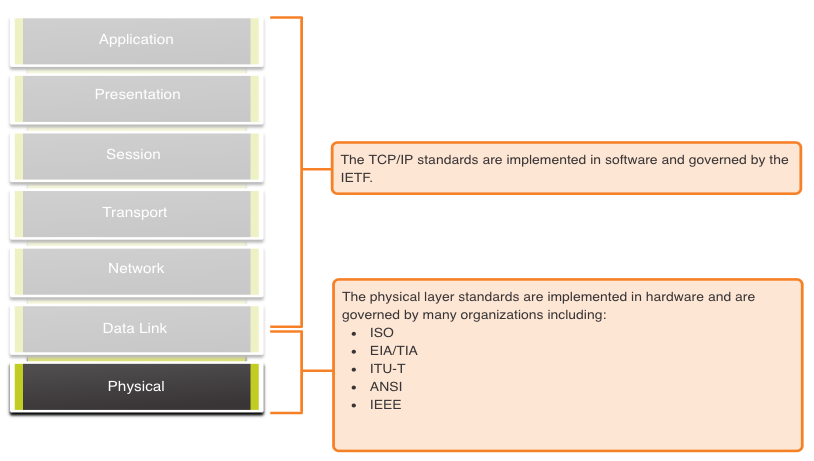 Application
Presentation
Session
Transport
Network
Data Link
Physical
The TCP/IP standards are implemented in software and governed by the
IETF.
The physical layer standards are implemented in hardware and are
governed by many organizations including:
• ISO
• EIA/TIA
• ITU-T
• ANSI
• IEEE